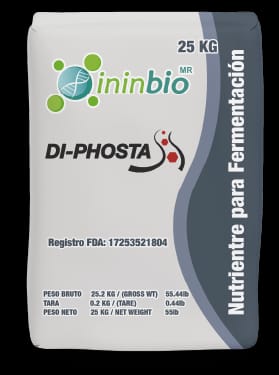 25 KG
ininbio MR
DI-PHOSTA
Nutrientre para Fermentación
Registro FDA: 17253521804
PESO BRUTO 25.2 KG / (GROSS WT) 55.44lb
TARA 0.2 KG / (TARE) 0.44lb
PESO NETO 25 KG / NET WEIGHT 55lb